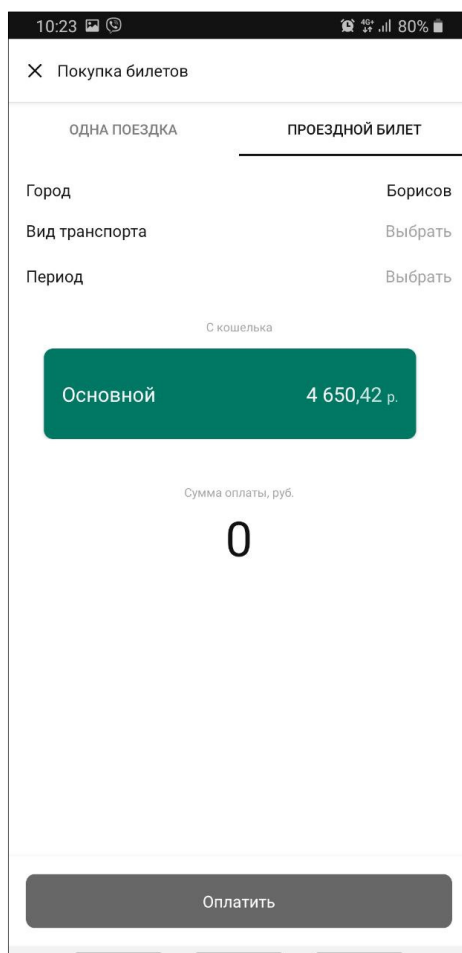 10:23 4G+ 80%
Покупка билетов
ОДНА ПОЕЗДКА ПРОЕЗДНОЙ БИЛЕТ
Город Борисов
Вид транспорта Выбрать
Период Выбрать
С кошелька
Основной 4 650,42 р.
Сумма оплаты, руб.
0
Оплатить